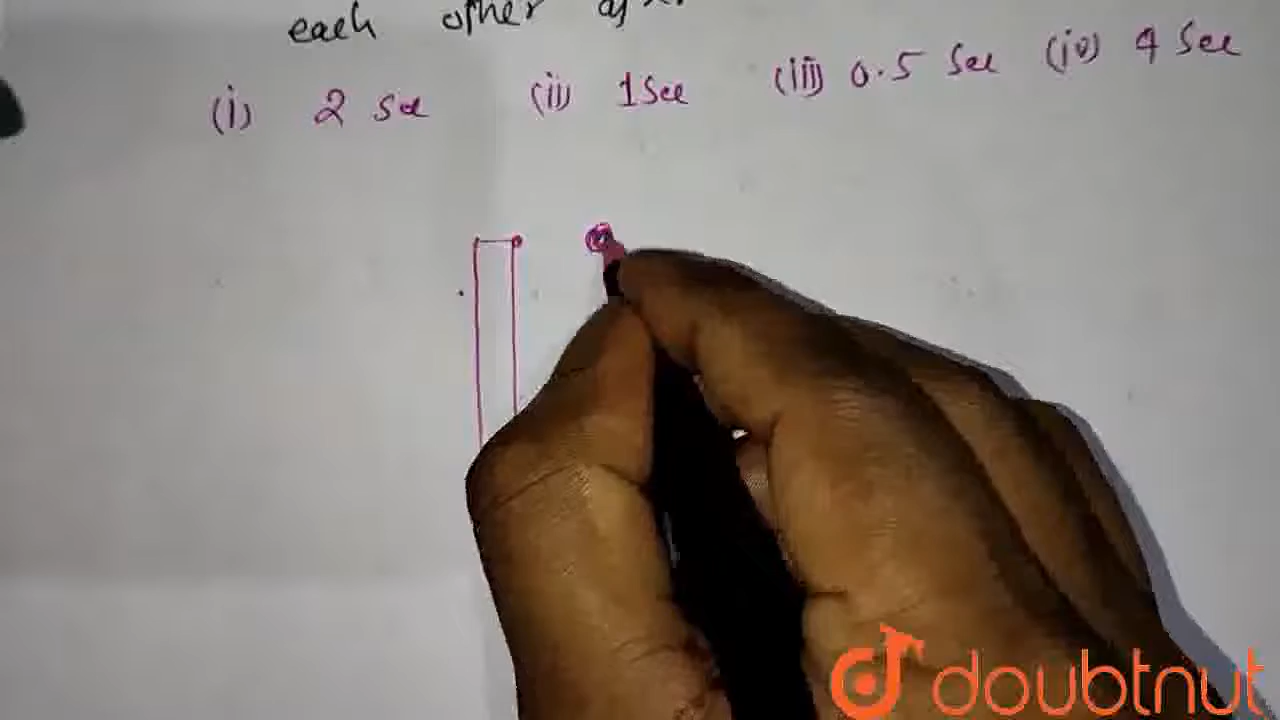 each other
(i) 2 Sec (ii) 1 Sec (iii) 0.5 Sec (iv) 4 Sec
doubtnut